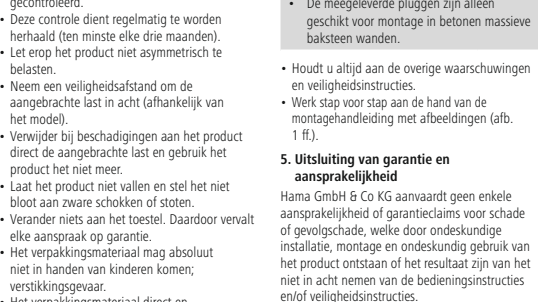 gecontroleerd.
• Deze controle dient regelmatig te worden
herhaald (ten minste elke drie maanden).
• Let erop het product niet asymmetrisch te
belasten.
• Neem een veiligheidsafstand om de
aangebrachte last in acht (afhankelijk van
het model).
• Verwijder bij beschadigingen aan het product
direct de aangebrachte last en gebruik het
product het niet meer.
• Laat het product niet vallen en stel het niet
bloot aan zware schokken of stoten.
• Verander niets aan het toestel. Daardoor vervalt
elke aanspraak op garantie.
• Het verpakkingsmateriaal mag absoluut
niet in handen van kinderen komen;
verstikkingsgevaar.
• Het verpakkingsmateriaal direct en
• De meegeleverde pluggen zijn alleen
geschikt voor montage in betonen massieve
baksteen wanden.
• Houdt u altijd aan de overige waarschuwingen
en veiligheidsinstructies.
• Werk stap voor stap aan de hand van de
montagehandleiding met afbeeldingen (afb.
1 ff.).
5. Uitsluiting van garantie en
aansprakelijkheid
Hama GmbH & Co KG aanvaardt geen enkele
aansprakelijkheid of garantieclaims voor schade
of gevolgschade, welke door ondeskundige
installatie, montage en ondeskundig gebruik van
het product ontstaan of het resultaat zijn van het
niet in acht nemen van de bedieningsinstructies
en/of veiligheidsinstructies.